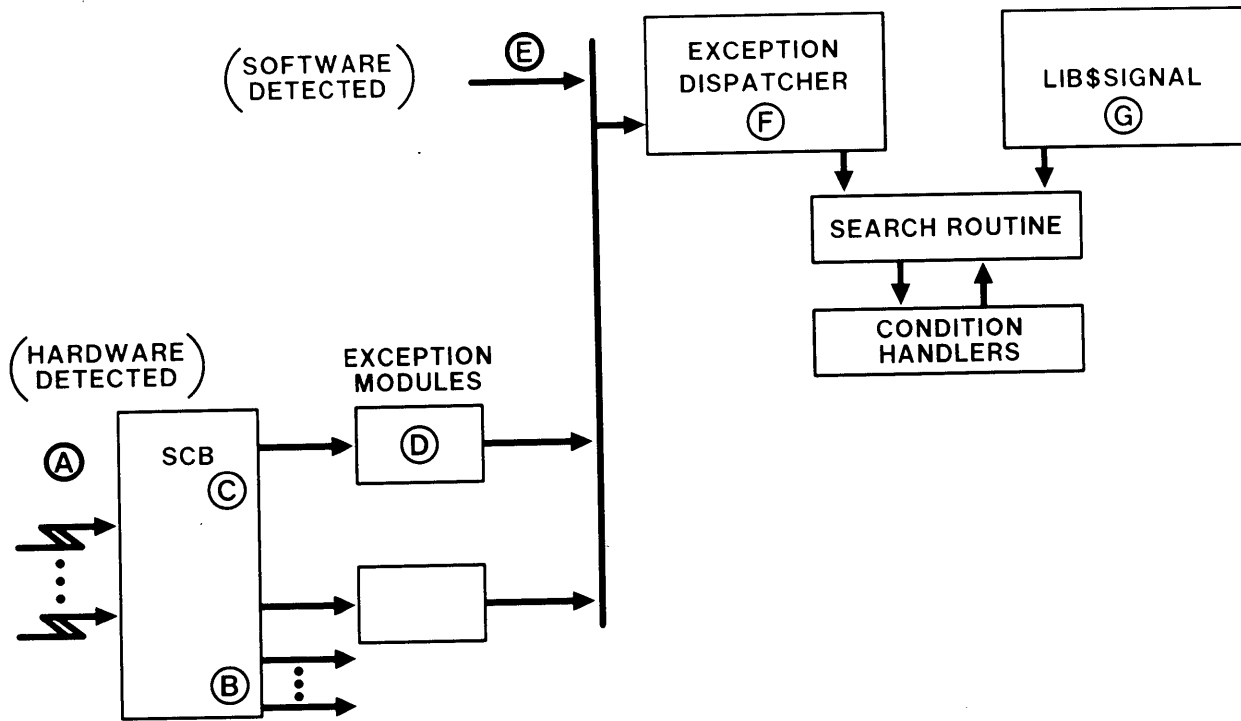 (SOFTWARE
DETECTED)
E
EXCEPTION
DISPATCHER
F
LIB$SIGNAL
G
SEARCH ROUTINE
CONDITION
HANDLERS
(HARDWARE
DETECTED)
EXCEPTION
MODULES
A
SCB
C
D
B